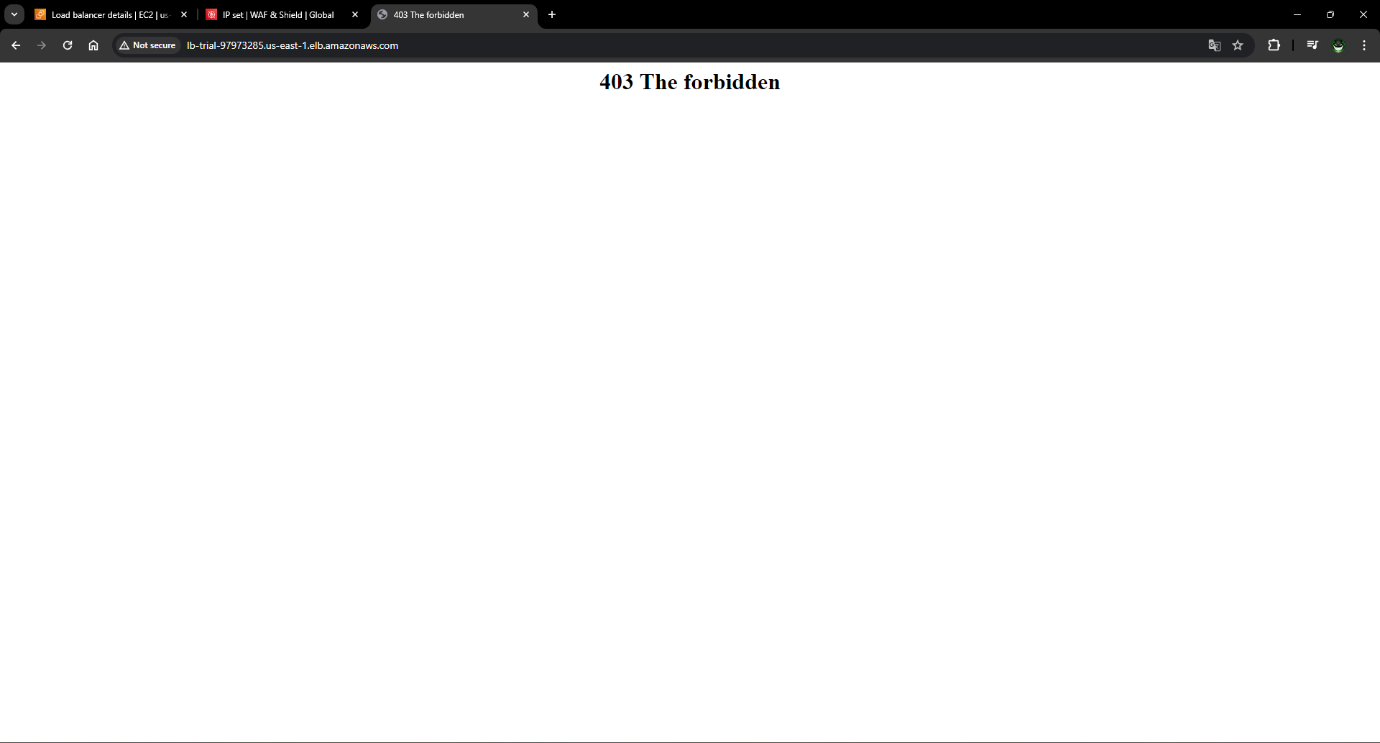 Load balancer details | EC2 | us-
IP set | WAF & Shield | Global
403 The forbidden
Not secure
lb-trial-97973285.us-east-1.elb.amazonaws.com
403 The forbidden